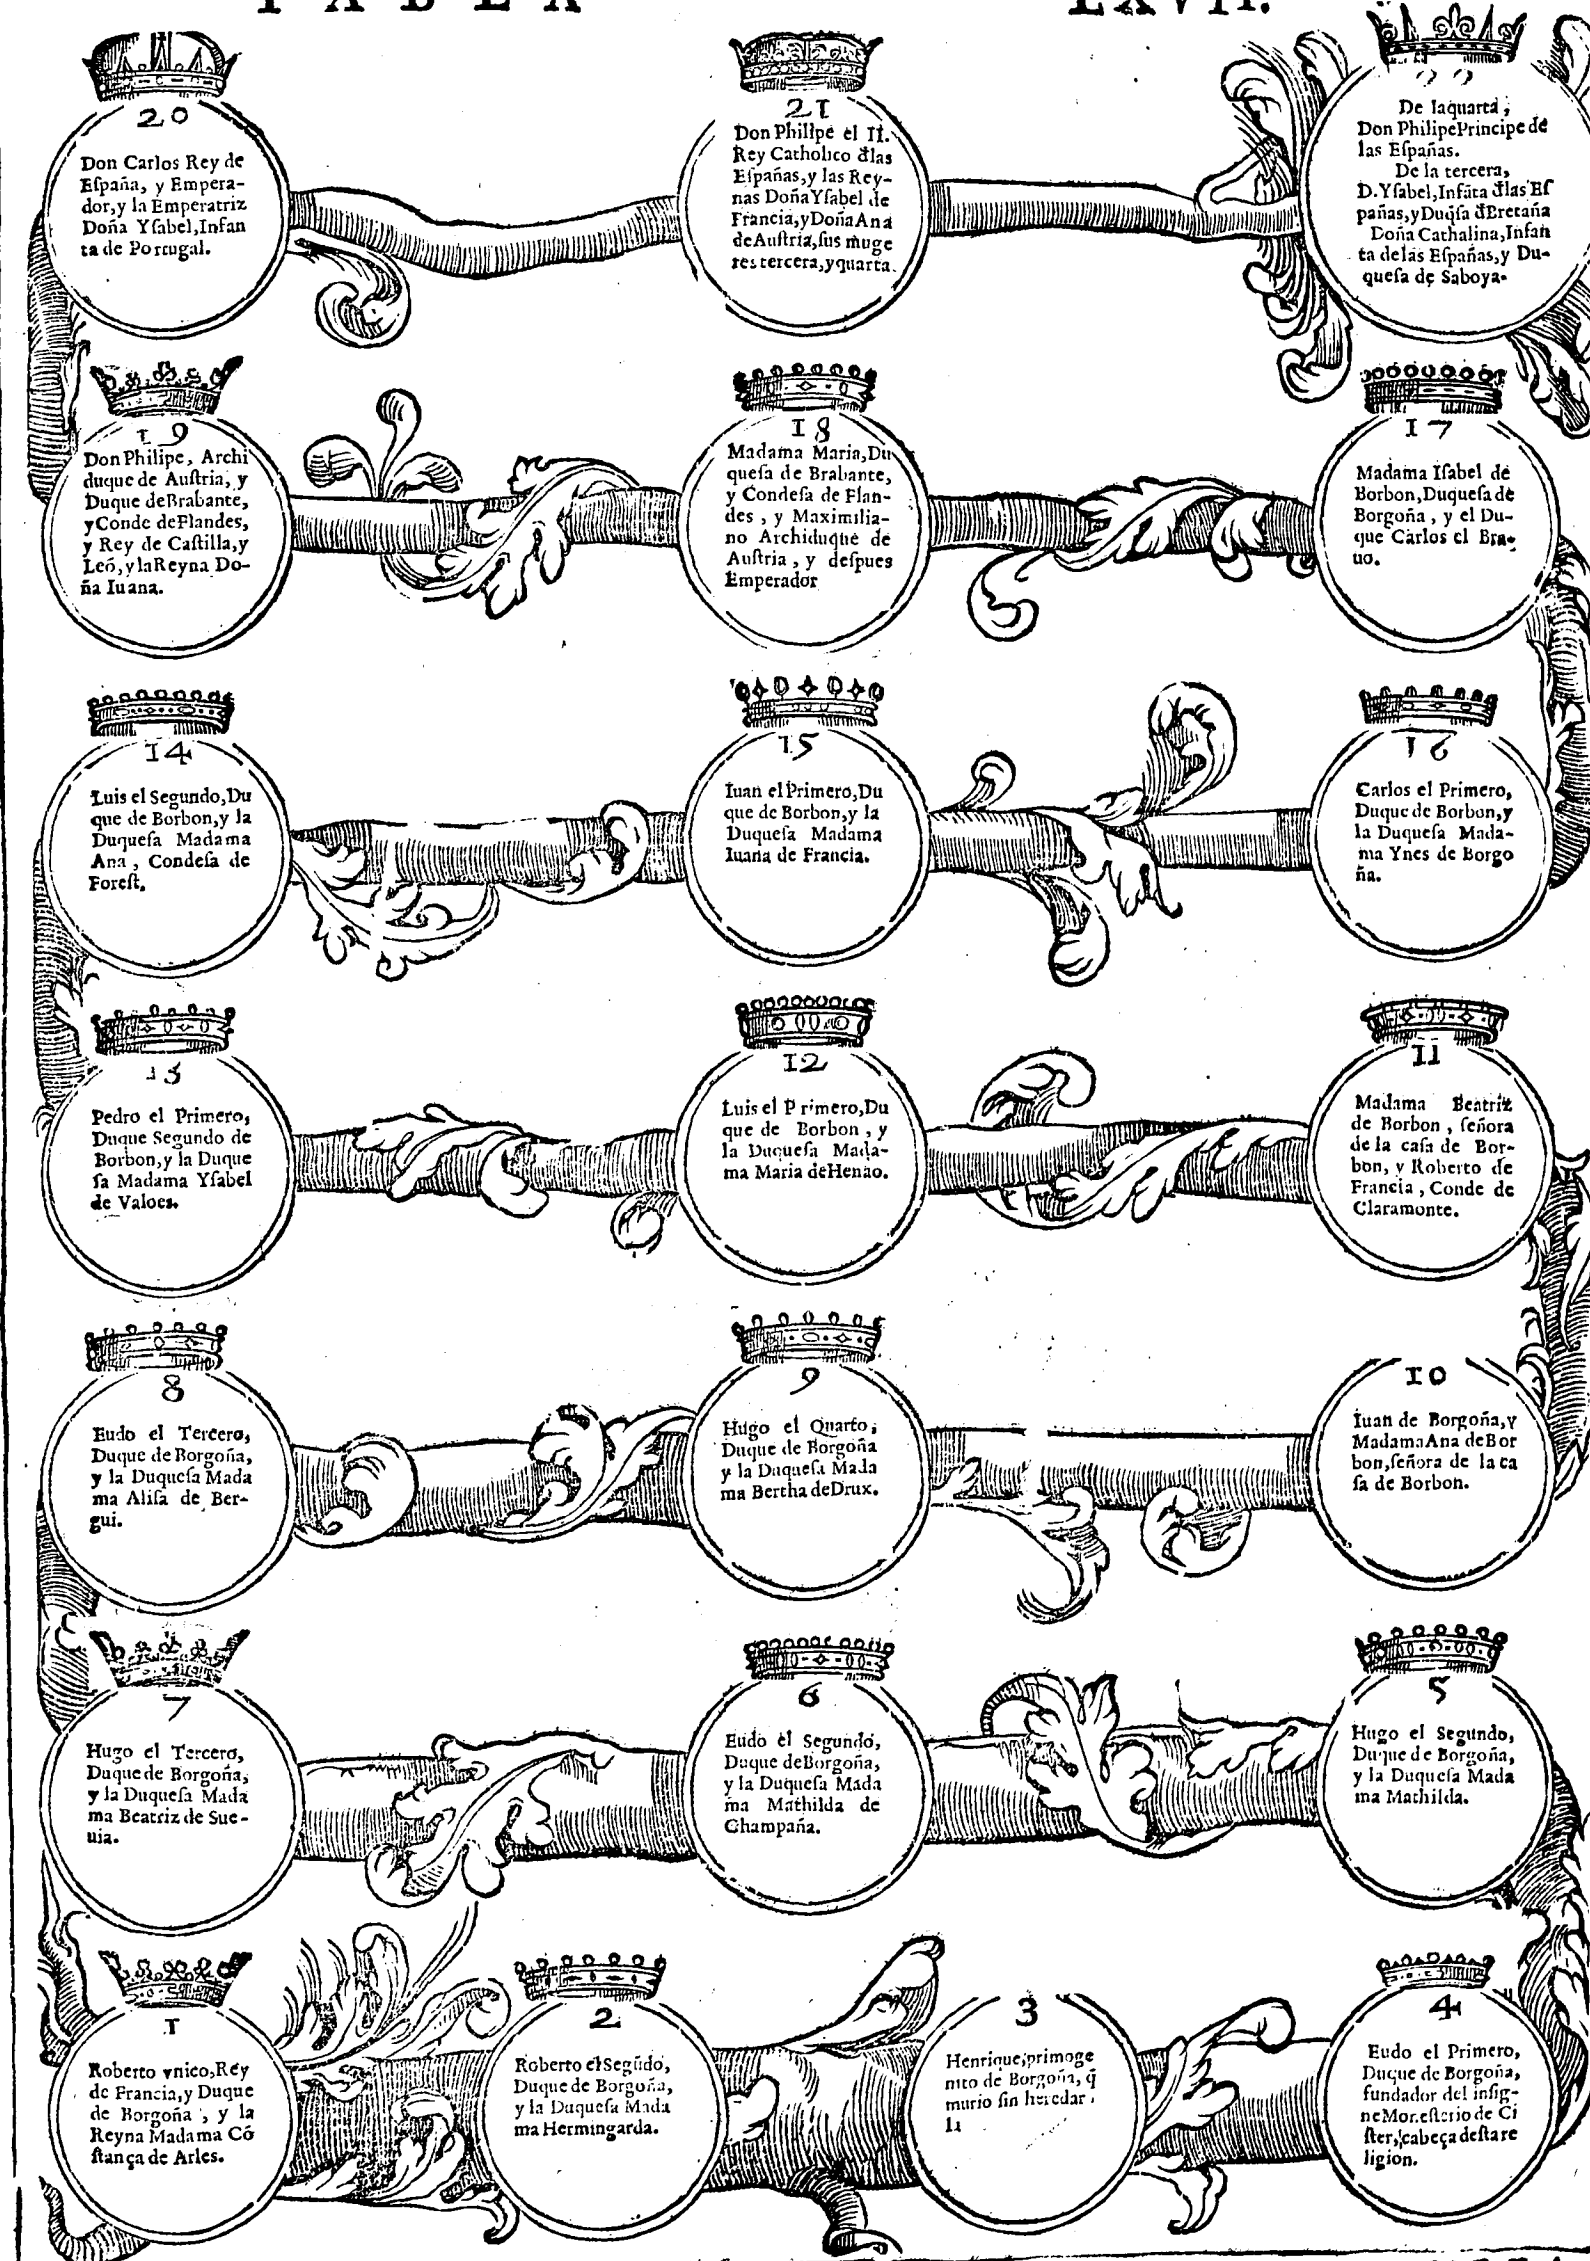 TABLA LXVII.
20
Don Carlos Rey de
Eſpaña, y Empera-
dor, y la Emperatriz
Doña Yſabel, Infan
ta de Portugal.
21
Don Philipe el II.
Rey Catholico d̃las
Eſpañas, y las Rey-
nas Doña Yſabel de
Francia, y Doña Ana
de Auſtria, ſus muge
res tercera, y quarta.
22
De la quarta,
Don Philipe Principe de
las Eſpañas.
De la tercera,
D. Yſabel, Infãta d̃las Eſ
pañas, y Duq̃ſa d̃Bretaña
Doña Cathalina, Infan
ta de las Eſpañas, y Du-
queſa de Saboya.
19
Don Philipe, Archi
duque de Auſtria, y
Duque de Brabante,
y Conde de Flandes,
y Rey de Caſtilla, y
Leõ, y la Reyna Do-
ña Iuana.
18
Madama Maria, Du
queſa de Brabante,
y Condeſa de Flan-
des, y Maximilia-
no Archiduque de
Auſtria, y deſpues
Emperador
17
Madama Iſabel de
Borbon, Duqueſa de
Borgoña, y el Du-
que Carlos el Bra-
uo.
14
Luis el Segundo, Du
que de Borbon, y la
Duqueſa Madama
Ana, Condeſa de
Foreſt.
15
Iuan el Primero, Du
que de Borbon, y la
Duqueſa Madama
Iuana de Francia.
16
Carlos el Primero,
Duque de Borbon, y
la Duqueſa Mada-
ma Ynes de Borgo
ña.
13
Pedro el Primero,
Duque Segundo de
Borbon, y la Duque
ſa Madama Yſabel
de Valoes.
12
Luis el Primero, Du
que de Borbon, y
la Duqueſa Mada-
ma Maria de Henao.
11
Madama Beatriz
de Borbon, ſeñora
de la caſa de Bor-
bon, y Roberto de
Francia, Conde de
Claramonte.
8
Eudo el Tercero,
Duque de Borgoña,
y la Duqueſa Mada
ma Aliſa de Ber-
gui.
9
Hugo el Quarto,
Duque de Borgoña
y la Duqueſa Mada
ma Bertha de Drux.
10
Iuan de Borgoña, y
Madama Ana de Bor
bon, ſeñora de la ca
ſa de Borbon.
7
Hugo el Tercero,
Duque de Borgoña,
y la Duqueſa Mada
ma Beatriz de Sue-
uia.
6
Eudo el Segundo,
Duque de Borgoña,
y la Duqueſa Mada
ma Mathilda de
Champaña.
5
Hugo el Segundo,
Duque de Borgoña,
y la Duqueſa Mada
ma Mathilda.
1
Roberto vnico, Rey
de Francia, y Duque
de Borgoña, y la
Reyna Madama Cõ
ſtança de Arles.
2
Roberto el Segũdo,
Duque de Borgoña,
y la Duqueſa Mada
ma Hermingarda.
3
Henrique, primoge
nito de Borgoña, q̃
murio ſin heredar
la
4
Eudo el Primero,
Duque de Borgoña,
fundador del inſig-
ne Moneſterio de Ci
ſter, cabeça deſta re
ligion.